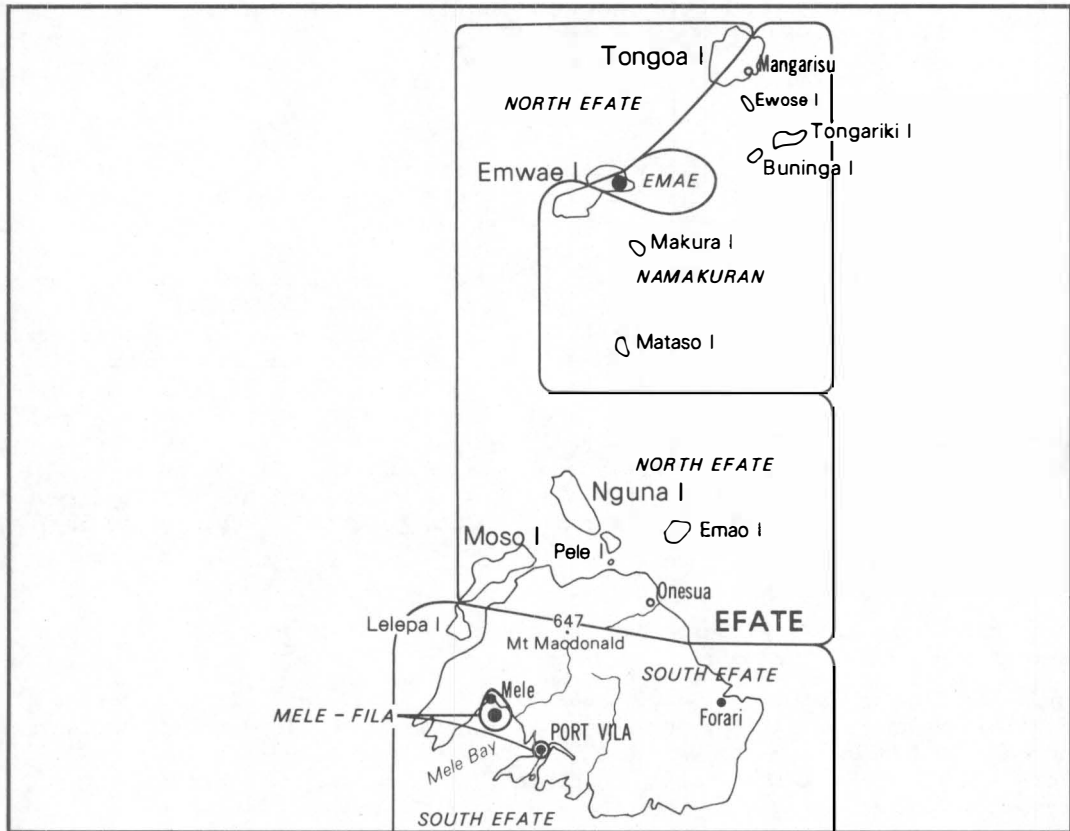 Tongoa I
Mangarisu
NORTH EFATE
Ewose I
Tongariki I
Buninga I
Emwae I
EMAE
Makura I
NAMAKURAN
Mataso I
NORTH EFATE
Nguna I
Emao I
Moso I
Pele I
Onesua
Lelepa I
647
EFATE
Mt Macdonald
SOUTH EFATE
Mele
Forari
MELE - FILA
PORT VILA
Mele Bay
SOUTH EFATE